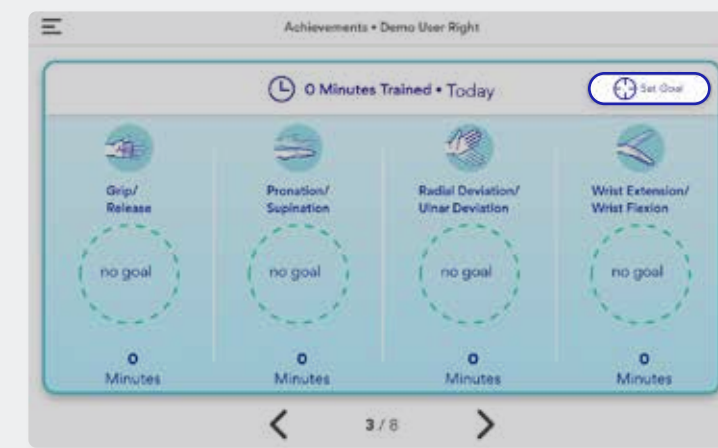 Achievements • Demo User Right
0 Minutes Trained • Today
Set Goal
Grip/
Release
no goal
0
Minutes
Pronation/
Supination
no goal
0
Minutes
Radial Deviation/
Ulnar Deviation
no goal
0
Minutes
Wrist Extension/
Wrist Flexion
no goal
0
Minutes
3 / 8